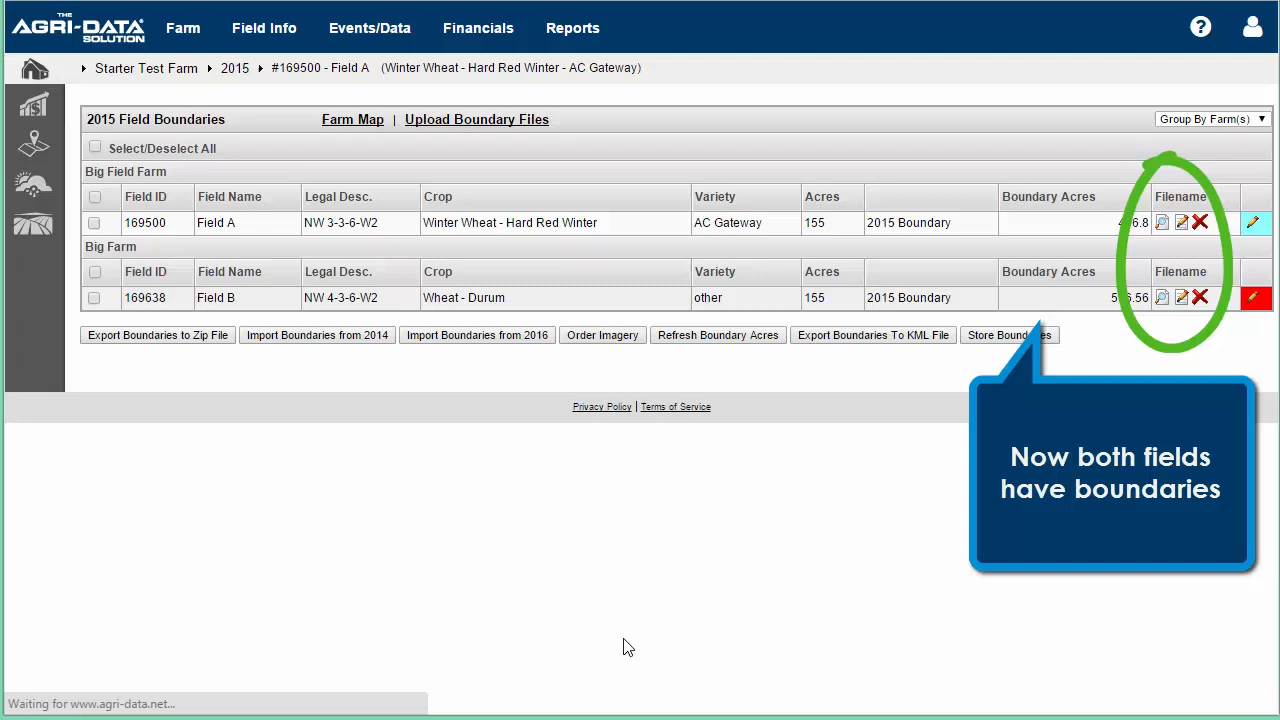 THE
AGRI-DATA
SOLUTION
Farm Field Info Events/Data Financials Reports
Starter Test Farm 2015 #169500 - Field A (Winter Wheat - Hard Red Winter - AC Gateway)
2015 Field Boundaries Farm Map | Upload Boundary Files Group By Farm(s)
Select/Deselect All
Big Field Farm
Field ID Field Name Legal Desc. Crop Variety Acres Boundary Acres Filename
169500 Field A NW 3-3-6-W2 Winter Wheat - Hard Red Winter AC Gateway 155 2015 Boundary
Big Farm
Field ID Field Name Legal Desc. Crop Variety Acres Boundary Acres Filename
169638 Field B NW 4-3-6-W2 Wheat - Durum other 155 2015 Boundary
Export Boundaries to Zip File Import Boundaries from 2014 Import Boundaries from 2016 Order Imagery Refresh Boundary Acres Export Boundaries To KML File Store Boundaries
Privacy Policy | Terms of Service
Now both fields
have boundaries
Waiting for www.agri-data.net...